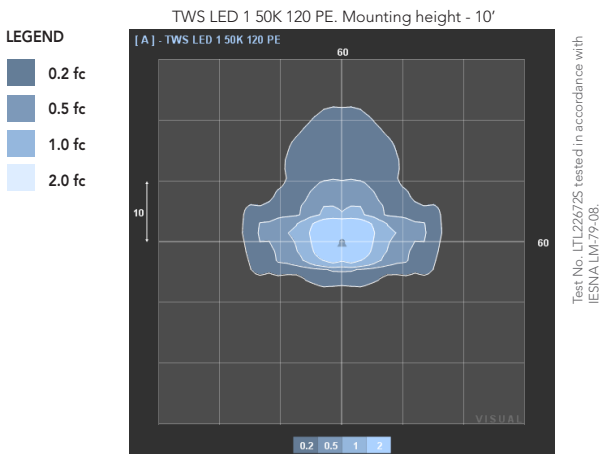 TWS LED 1 50K 120 PE. Mounting height - 10’
LEGEND
0.2 fc
0.5 fc
1.0 fc
2.0 fc
[ A ] - TWS LED 1 50K 120 PE
60
10
A
60
VISUAL
0.2 0.5 1 2
Test No. LTL22672S tested in accordance with
IESNA LM-79-08.